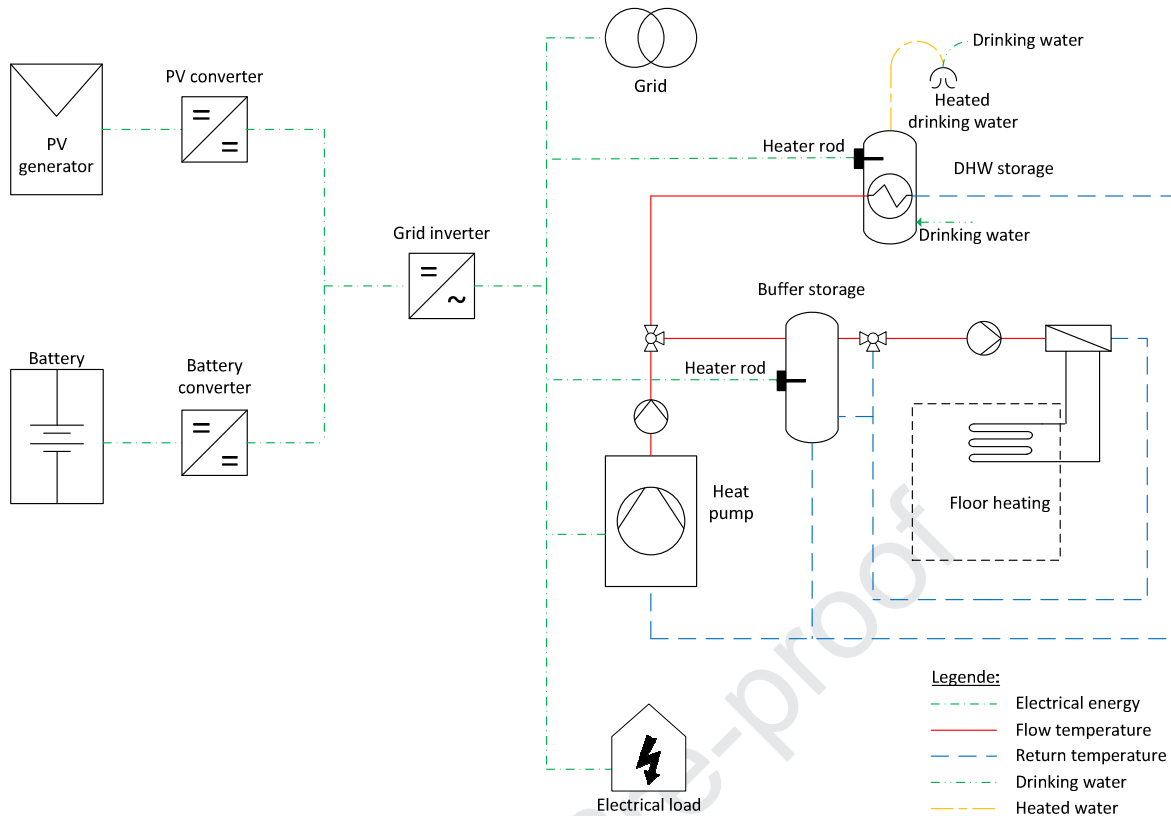 Drinking water
PV converter
Grid
Heated
drinking water
PV
generator
Heater rod
DHW storage
Drinking water
Grid inverter
Buffer storage
Battery
Battery
converter
Heater rod
Heat
pump
Floor heating
Legende:
Electrical energy
Flow temperature
Return temperature
Drinking water
Heated water
Electrical load
re-proof